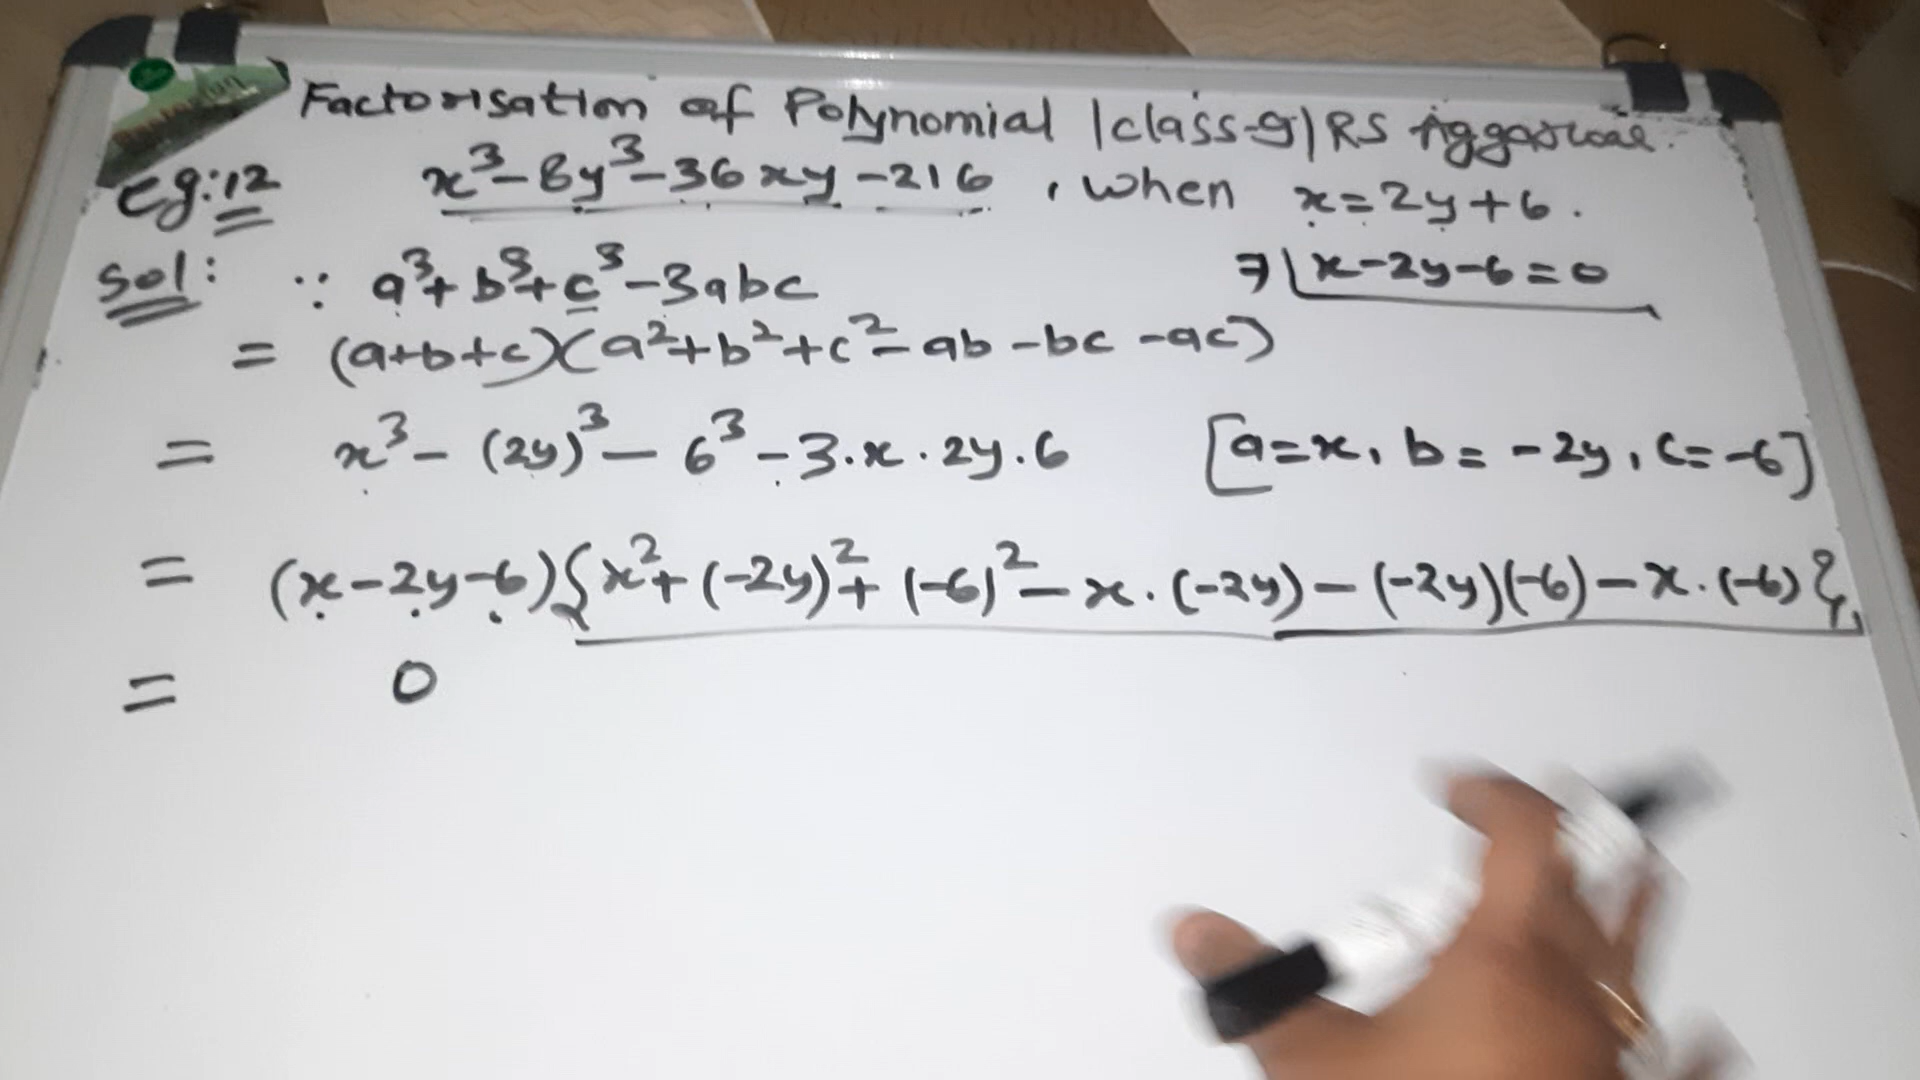 Factorisation of Polynomial | class-9 | RS Aggarwal.
Eg:12 x³-8y³-36xy-216, when x=2y+6.
Sol: ∵ a³+b³+c³-3abc ⇒ x-2y-6=0
= (a+b+c)(a²+b²+c²-ab-bc-ac)
= x³-(2y)³-6³-3.x.2y.6 [a=x, b=-2y, c=-6]
= (x-2y-6){x²+(-2y)²+(-6)²-x.(-2y)-(-2y)(-6)-x.(-6)}
= 0